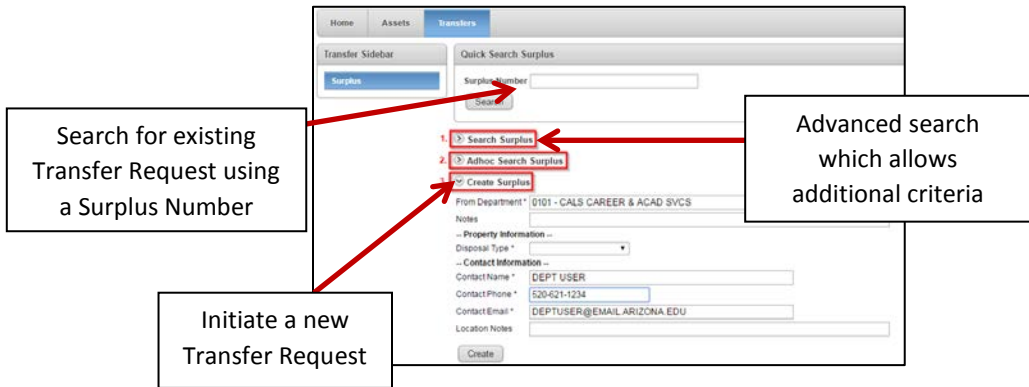 Home Assets Transfers
Transfer Sidebar
Surplus
Quick Search Surplus
Surplus Number
Search
1. Search Surplus
2. Adhoc Search Surplus
3. Create Surplus
From Department * 0101 - CALS CAREER & ACAD SVCS
Notes
-- Property Information --
Disposal Type *
-- Contact Information --
Contact Name * DEPT USER
Contact Phone * 520-621-1234
Contact Email * DEPTUSER@EMAIL.ARIZONA.EDU
Location Notes
Create
Search for existing
Transfer Request using
a Surplus Number
Advanced search
which allows
additional criteria
Initiate a new
Transfer Request